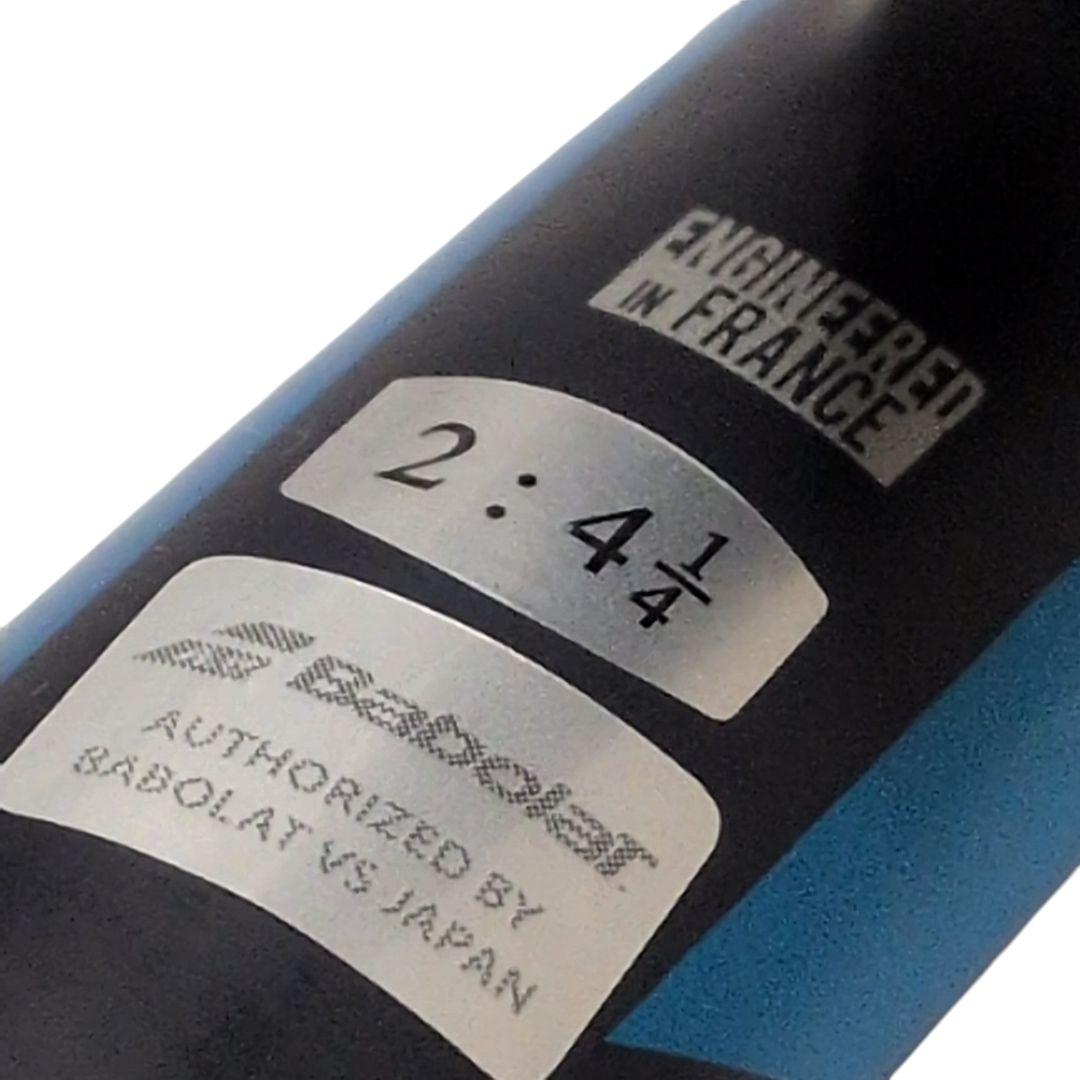 ENGINEERED
IN FRANCE
2 : 4 1/4
Babolat
AUTHORIZED BY
BABOLAT VS JAPAN